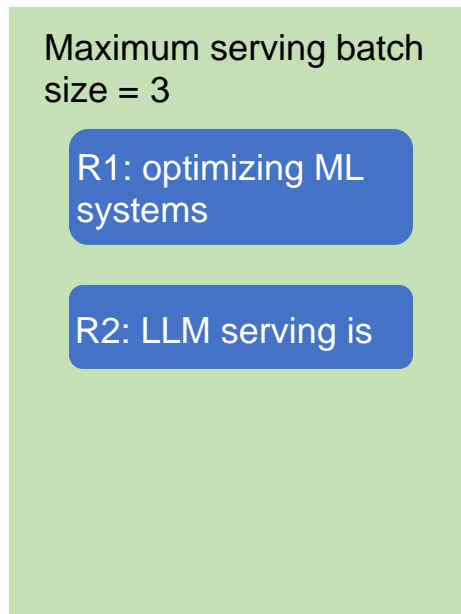 Maximum serving batch
size = 3
R1: optimizing ML
systems
R2: LLM serving is